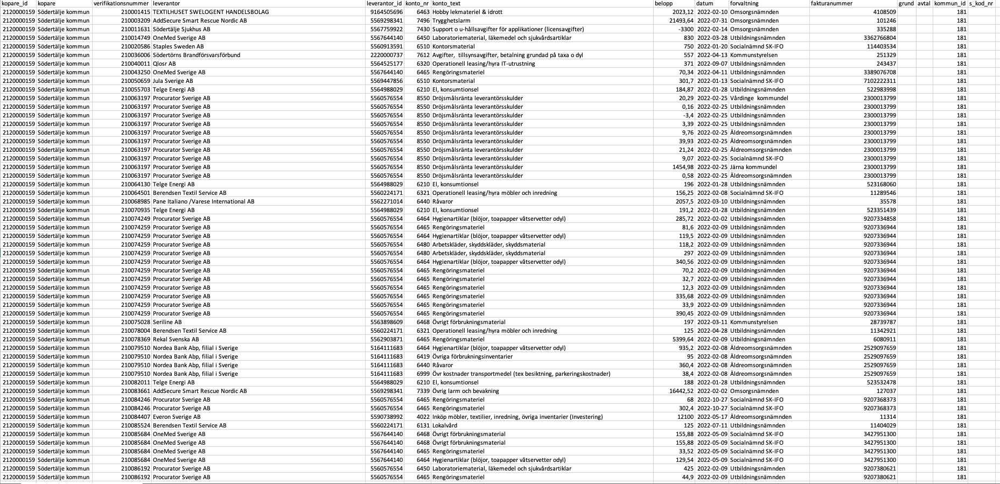 kopare_id kopare verifikationsnummer leverantor leverantor_id konto_nr konto_text belopp datum forvaltning fakturanummer grund avtal kommun_id s_kod_nr
2120000159 Södertälje kommun 210001415 TEXTILHUSET SWELOGENT HANDELSBOLAG 9164505696 6463 Hobby lekmateriel & idrott 2023,12 2022-02-10 Omsorgsnämnden 4108509 181
2120000159 Södertälje kommun 210003209 AddSecure Smart Rescue Nordic AB 5569298341 7496 Trygghetslarm 21493,64 2022-07-31 Omsorgsnämnden 101246 181
2120000159 Södertälje kommun 210011631 Södertälje Sjukhus AB 5567759922 7430 Support o u-hållsavgifter för applikationer (licensavgifter) -3300 2022-02-14 Omsorgsnämnden 335288 181
2120000159 Södertälje kommun 210014749 OneMed Sverige AB 5567644140 6450 Laboratoriematerial, läkemedel och sjukvårdsartiklar 830 2022-03-28 Utbildningsnämnden 3362766804 181
2120000159 Södertälje kommun 210020586 Staples Sweden AB 5560913591 6510 Kontorsmaterial 750 2022-01-20 Socialnämnd SK-IFO 114403534 181
2120000159 Södertälje kommun 210036006 Södertörns Brandförsvarsförbund 2220000737 7612 Avgifter, tillsynsavgifter, betalning grundad på taxa o dyl 557 2022-04-13 Kommunstyrelsen 251329 181
2120000159 Södertälje kommun 210040011 Qlosr AB 5564525177 6320 Operationell leasing/hyra IT-utrustning 371 2022-09-07 Utbildningsnämnden 243437 181
2120000159 Södertälje kommun 210043250 OneMed Sverige AB 5567644140 6465 Rengöringsmateriel 70,34 2022-04-11 Utbildningsnämnden 3389076708 181
2120000159 Södertälje kommun 210050659 Jula Sverige AB 5569447856 6510 Kontorsmaterial 301,7 2022-01-13 Socialnämnd SK-IFO 7102222311 181
2120000159 Södertälje kommun 210055703 Telge Energi AB 5564988029 6210 El, konsumtionsel 184,87 2022-01-28 Utbildningsnämnden 522983998 181
2120000159 Södertälje kommun 210063197 Procurator Sverige AB 5560576554 8550 Dröjsmålsränta leverantörsskulder 20,29 2022-02-25 Vårdinge kommundel 2300013799 181
2120000159 Södertälje kommun 210063197 Procurator Sverige AB 5560576554 8550 Dröjsmålsränta leverantörsskulder 0,16 2022-02-25 Utbildningsnämnden 2300013799 181
2120000159 Södertälje kommun 210063197 Procurator Sverige AB 5560576554 8550 Dröjsmålsränta leverantörsskulder -3,4 2022-02-25 Utbildningsnämnden 2300013799 181
2120000159 Södertälje kommun 210063197 Procurator Sverige AB 5560576554 8550 Dröjsmålsränta leverantörsskulder 3,39 2022-02-25 Utbildningsnämnden 2300013799 181
2120000159 Södertälje kommun 210063197 Procurator Sverige AB 5560576554 8550 Dröjsmålsränta leverantörsskulder 9,76 2022-02-25 Äldreomsorgsnämnden 2300013799 181
2120000159 Södertälje kommun 210063197 Procurator Sverige AB 5560576554 8550 Dröjsmålsränta leverantörsskulder 39,93 2022-02-25 Äldreomsorgsnämnden 2300013799 181
2120000159 Södertälje kommun 210063197 Procurator Sverige AB 5560576554 8550 Dröjsmålsränta leverantörsskulder 21,24 2022-02-25 Äldreomsorgsnämnden 2300013799 181
2120000159 Södertälje kommun 210063197 Procurator Sverige AB 5560576554 8550 Dröjsmålsränta leverantörsskulder 9,07 2022-02-25 Socialnämnd SK-IFO 2300013799 181
2120000159 Södertälje kommun 210063197 Procurator Sverige AB 5560576554 8550 Dröjsmålsränta leverantörsskulder 1454,98 2022-02-25 Järna kommundel 2300013799 181
2120000159 Södertälje kommun 210063197 Procurator Sverige AB 5560576554 8550 Dröjsmålsränta leverantörsskulder 0,58 2022-02-25 Äldreomsorgsnämnden 2300013799 181
2120000159 Södertälje kommun 210064130 Telge Energi AB 5564988029 6210 El, konsumtionsel 196 2022-01-28 Utbildningsnämnden 523168060 181
2120000159 Södertälje kommun 210064501 Berendsen Textil Service AB 5560224171 6321 Operationell leasing/hyra möbler och inredning 156,25 2022-02-08 Socialnämnd SK-IFO 11289546 181
2120000159 Södertälje kommun 210068985 Pane Italiano /Varese International AB 5562271014 6440 Råvaror 2057,5 2022-03-10 Utbildningsnämnden 35578 181
2120000159 Södertälje kommun 210070935 Telge Energi AB 5564988029 6210 El, konsumtionsel 191,2 2022-01-28 Utbildningsnämnden 523351439 181
2120000159 Södertälje kommun 210074249 Procurator Sverige AB 5560576554 6464 Hygienartiklar (blöjor, toapapper våtservetter odyl) 285,72 2022-02-02 Utbildningsnämnden 9207334858 181
2120000159 Södertälje kommun 210074259 Procurator Sverige AB 5560576554 6465 Rengöringsmateriel 81,6 2022-02-09 Utbildningsnämnden 9207336944 181
2120000159 Södertälje kommun 210074259 Procurator Sverige AB 5560576554 6464 Hygienartiklar (blöjor, toapapper våtservetter odyl) 119,5 2022-02-09 Utbildningsnämnden 9207336944 181
2120000159 Södertälje kommun 210074259 Procurator Sverige AB 5560576554 6480 Arbetskläder, skyddskläder, skyddsmaterial 118,2 2022-02-09 Utbildningsnämnden 9207336944 181
2120000159 Södertälje kommun 210074259 Procurator Sverige AB 5560576554 6480 Arbetskläder, skyddskläder, skyddsmaterial 297 2022-02-09 Utbildningsnämnden 9207336944 181
2120000159 Södertälje kommun 210074259 Procurator Sverige AB 5560576554 6464 Hygienartiklar (blöjor, toapapper våtservetter odyl) 340,56 2022-02-09 Utbildningsnämnden 9207336944 181
2120000159 Södertälje kommun 210074259 Procurator Sverige AB 5560576554 6465 Rengöringsmateriel 70,2 2022-02-09 Utbildningsnämnden 9207336944 181
2120000159 Södertälje kommun 210074259 Procurator Sverige AB 5560576554 6465 Rengöringsmateriel 32,7 2022-02-09 Utbildningsnämnden 9207336944 181
2120000159 Södertälje kommun 210074259 Procurator Sverige AB 5560576554 6465 Rengöringsmateriel 12,3 2022-02-09 Utbildningsnämnden 9207336944 181
2120000159 Södertälje kommun 210074259 Procurator Sverige AB 5560576554 6465 Rengöringsmateriel 335,68 2022-02-09 Utbildningsnämnden 9207336944 181
2120000159 Södertälje kommun 210074259 Procurator Sverige AB 5560576554 6465 Rengöringsmateriel 33,9 2022-02-09 Utbildningsnämnden 9207336944 181
2120000159 Södertälje kommun 210074259 Procurator Sverige AB 5560576554 6465 Rengöringsmateriel 390,45 2022-02-09 Utbildningsnämnden 9207336944 181
2120000159 Södertälje kommun 210075028 Seriline AB 5563898609 6468 Övrigt förbrukningsmaterial 197 2022-03-11 Kommunstyrelsen 28739787 181
2120000159 Södertälje kommun 210078004 Berendsen Textil Service AB 5560224171 6321 Operationell leasing/hyra möbler och inredning 125 2022-04-28 Utbildningsnämnden 11342921 181
2120000159 Södertälje kommun 210078369 Rekal Svenska AB 5562903871 6465 Rengöringsmateriel 5399,64 2022-02-09 Utbildningsnämnden 6080911 181
2120000159 Södertälje kommun 210079510 Nordea Bank Abp, filial i Sverige 5164111683 6464 Hygienartiklar (blöjor, toapapper våtservetter odyl) 935,2 2022-02-08 Äldreomsorgsnämnden 2529097659 181
2120000159 Södertälje kommun 210079510 Nordea Bank Abp, filial i Sverige 5164111683 6419 Övriga förbrukningsinventarier 95 2022-02-08 Äldreomsorgsnämnden 2529097659 181
2120000159 Södertälje kommun 210079510 Nordea Bank Abp, filial i Sverige 5164111683 6440 Råvaror 360,4 2022-02-08 Äldreomsorgsnämnden 2529097659 181
2120000159 Södertälje kommun 210079510 Nordea Bank Abp, filial i Sverige 5164111683 6999 Övr kostnader transportmedel (tex besiktning, parkeringskostnader) 38,4 2022-02-08 Äldreomsorgsnämnden 2529097659 181
2120000159 Södertälje kommun 210082011 Telge Energi AB 5564988029 6210 El, konsumtionsel 188 2022-01-28 Utbildningsnämnden 523532478 181
2120000159 Södertälje kommun 210083661 AddSecure Smart Rescue Nordic AB 5569298341 7339 Övrig larm och bevakning 16442,52 2022-02-02 Omsorgsnämnden 127037 181
2120000159 Södertälje kommun 210084246 Procurator Sverige AB 5560576554 6465 Rengöringsmateriel 68 2022-10-27 Socialnämnd SK-IFO 9207368373 181
2120000159 Södertälje kommun 210084246 Procurator Sverige AB 5560576554 6465 Rengöringsmateriel 302,4 2022-10-27 Socialnämnd SK-IFO 9207368373 181
2120000159 Södertälje kommun 210084407 Everon Sverige AB 5590738992 4022 Inköp möbler, textilier, inredning, övriga inventarier (Investering) 12100 2022-05-17 Äldreomsorgsnämnden 11314 181
2120000159 Södertälje kommun 210085524 Berendsen Textil Service AB 5560224171 6131 Lokalvård 125 2022-07-11 Utbildningsnämnden 11404029 181
2120000159 Södertälje kommun 210085684 OneMed Sverige AB 5567644140 6468 Övrigt förbrukningsmaterial 155,88 2022-05-09 Socialnämnd SK-IFO 3427951300 181
2120000159 Södertälje kommun 210085684 OneMed Sverige AB 5567644140 6468 Övrigt förbrukningsmaterial 155,88 2022-05-09 Socialnämnd SK-IFO 3427951300 181
2120000159 Södertälje kommun 210085684 OneMed Sverige AB 5567644140 6465 Rengöringsmateriel 33,52 2022-05-09 Socialnämnd SK-IFO 3427951300 181
2120000159 Södertälje kommun 210085684 OneMed Sverige AB 5567644140 6464 Hygienartiklar (blöjor, toapapper våtservetter odyl) 129,54 2022-05-09 Socialnämnd SK-IFO 3427951300 181
2120000159 Södertälje kommun 210086192 Procurator Sverige AB 5560576554 6450 Laboratoriematerial, läkemedel och sjukvårdsartiklar 425 2022-02-09 Utbildningsnämnden 9207380621 181
2120000159 Södertälje kommun 210086192 Procurator Sverige AB 5560576554 6465 Rengöringsmateriel 44,9 2022-02-09 Utbildningsnämnden 9207380621 181